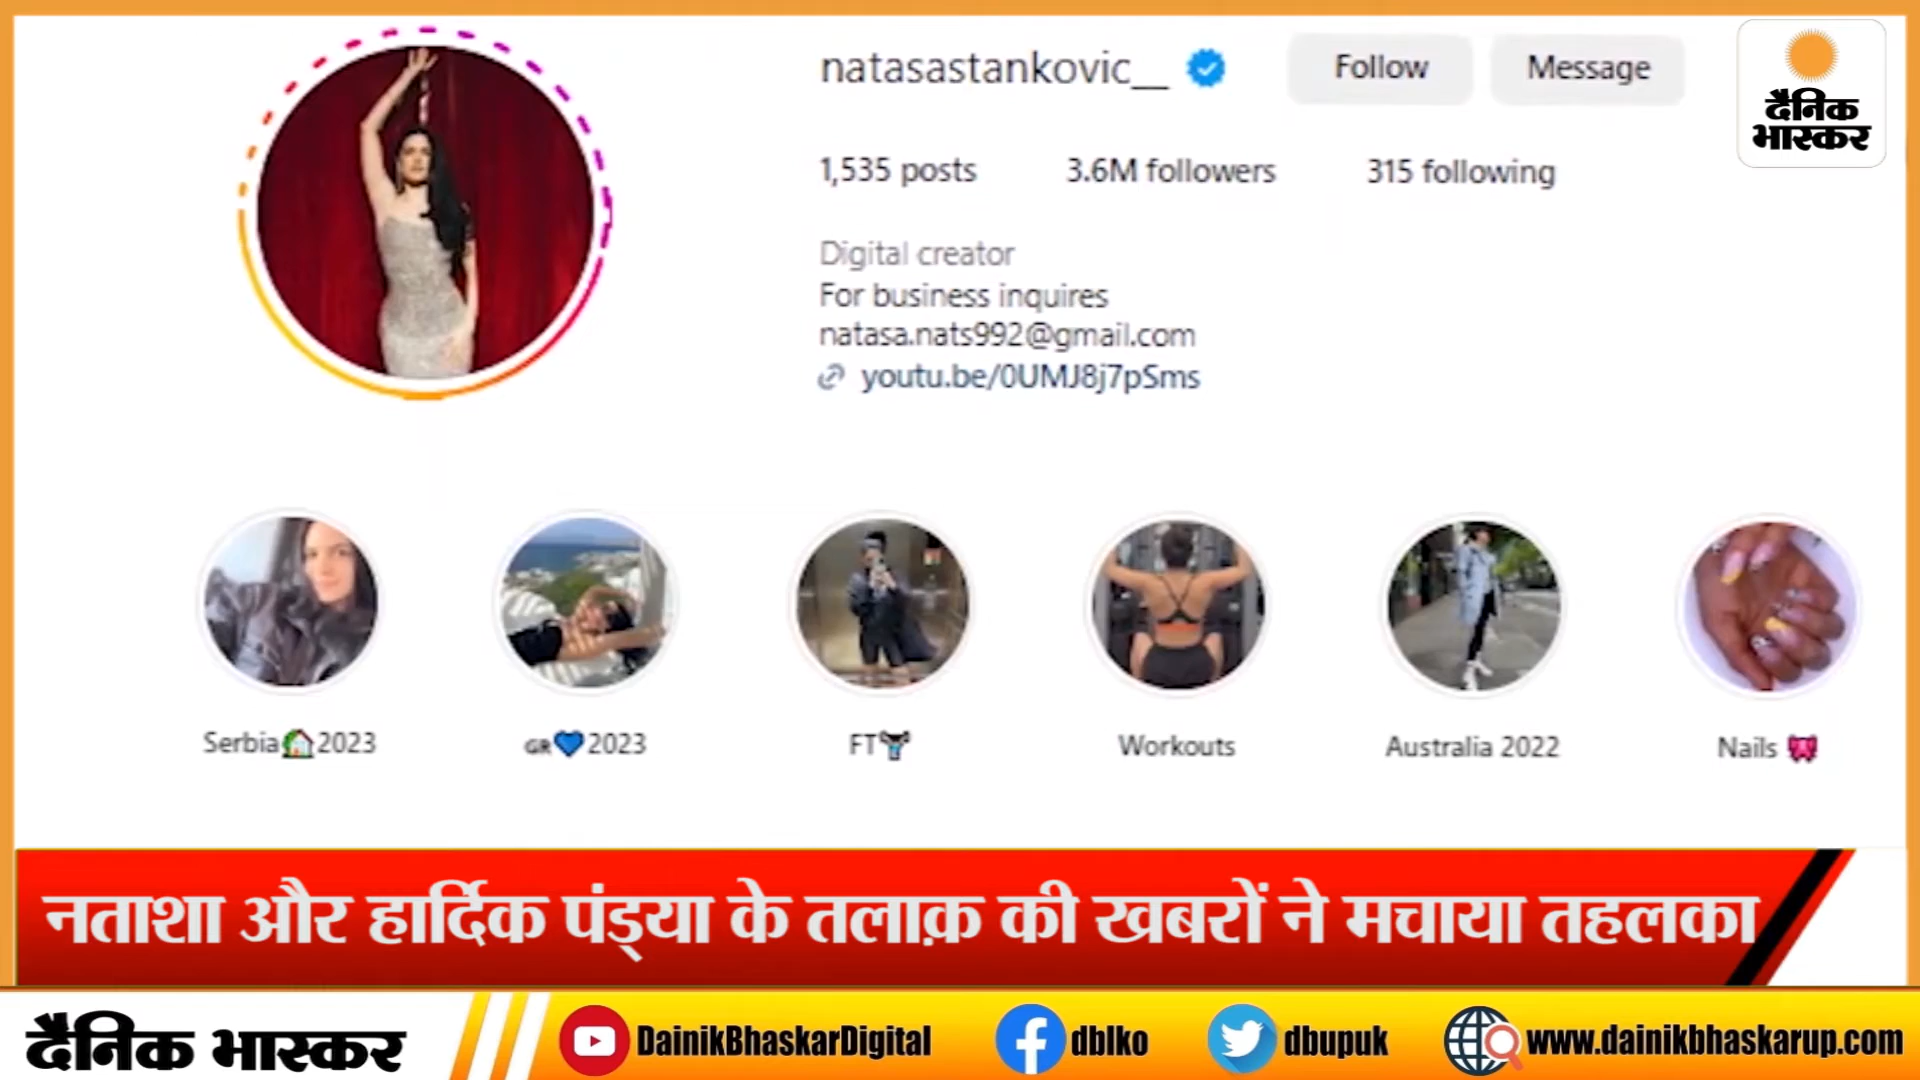 natasastankovic__
Follow
Message
दैनिक
भास्कर
1,535 posts
3.6M followers
315 following
Digital creator
For business inquires
natasa.nats992@gmail.com
youtu.be/0UMJ8j7pSms
Serbia🏡2023
GR💙2023
FT🏋
Workouts
Australia 2022
Nails 🎀
नताशा और हार्दिक पंड्या के तलाक़ की खबरों ने मचाया तहलका
दैनिक भास्कर
DainikBhaskarDigital
dblko
dbupuk
www.dainikbhaskarup.com